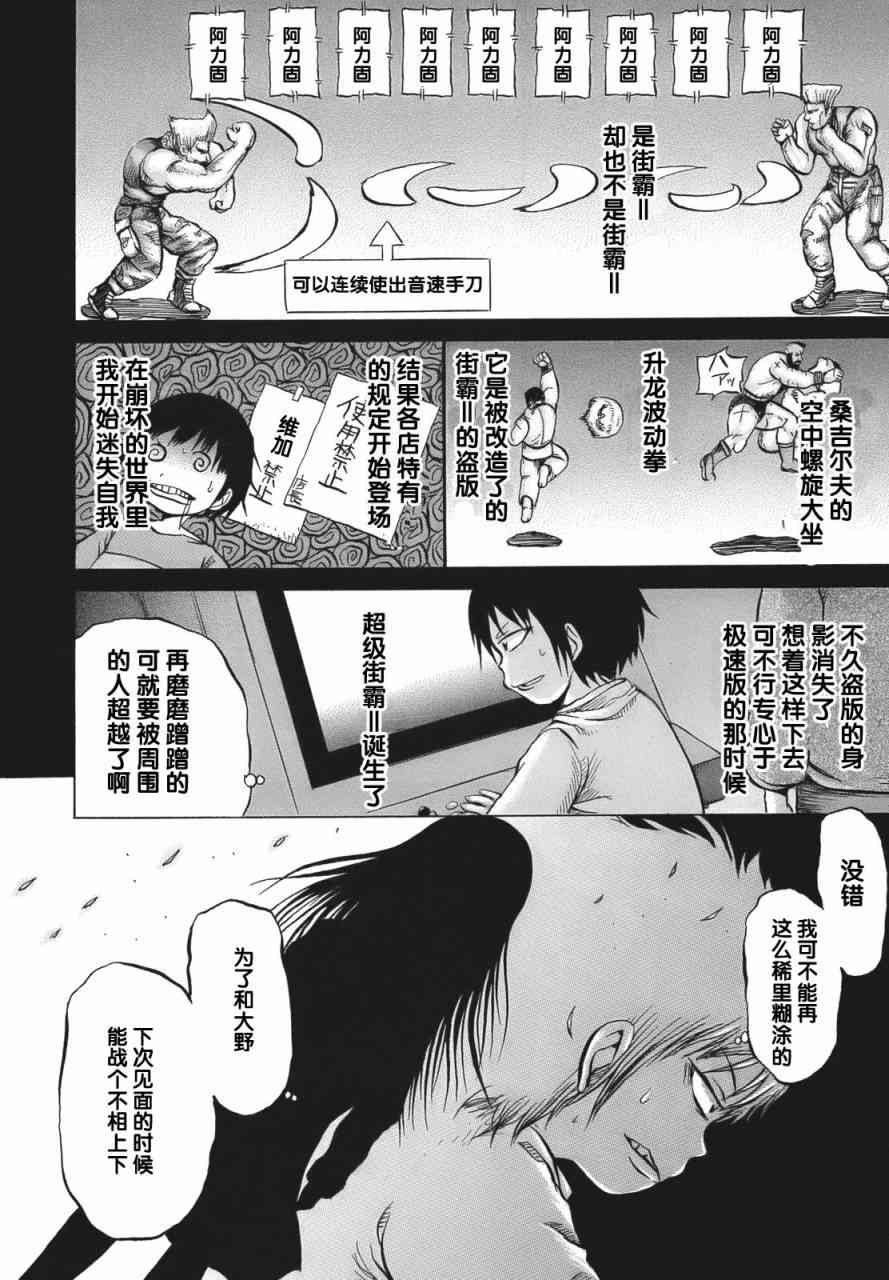 阿力固
阿力固
阿力固
阿力固
阿力固
阿力固
阿力固
阿力固
阿力固
是街霸Ⅱ
却也不是街霸Ⅱ
可以连续使出音速手刀
桑吉尔夫的
空中螺旋大坐
バアッ
升龙波动拳
它是被改造了的
街霸Ⅱ的盗版
结果各店特有
的规定开始登场
使用禁止
店長
维加
禁止
在崩坏的世界里
我开始迷失自我
不久盗版的身
影消失了
想着这样下去
可不行专心于
极速版的那时候
超级街霸Ⅱ诞生了
再磨磨蹭蹭的
可就要被周围
的人超越了啊
没错
我可不能再
这么稀里糊涂的
为了和大野
下次见面的时候
能战个不相上下